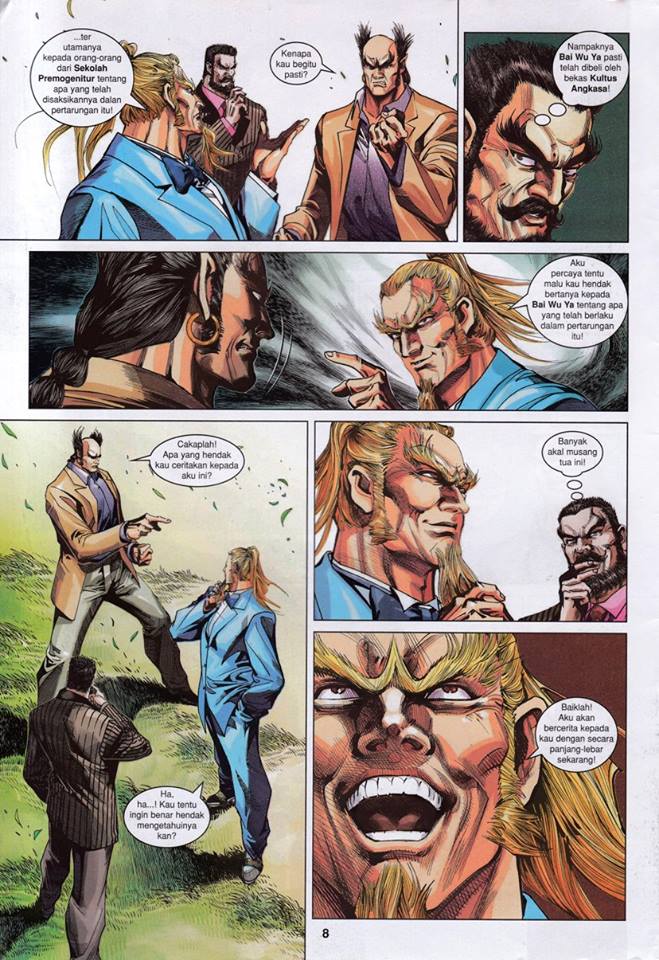 ...ter
utamanya
kepada orang-orang
dari Sekolah
Premogenitur tentang
apa yang telah
disaksikannya dalam
pertarungan itu!
Kenapa
kau begitu
pasti?
Nampaknya
Bai Wu Ya pasti
telah dibeli oleh
bekas Kultus
Angkasa!
Aku
percaya tentu
malu kau hendak
bertanya kepada
Bai Wu Ya tentang apa
yang telah berlaku
dalam pertarungan
itu!
Cakaplah!
Apa yang hendak
kau ceritakan kepada
aku ini?
Ha,
ha...! Kau tentu
ingin benar hendak
mengetahuinya
kan?
Banyak
akal musang
tua ini!
Baiklah!
Aku akan
bercerita kepada
kau dengan secara
panjang-lebar
sekarang!
8